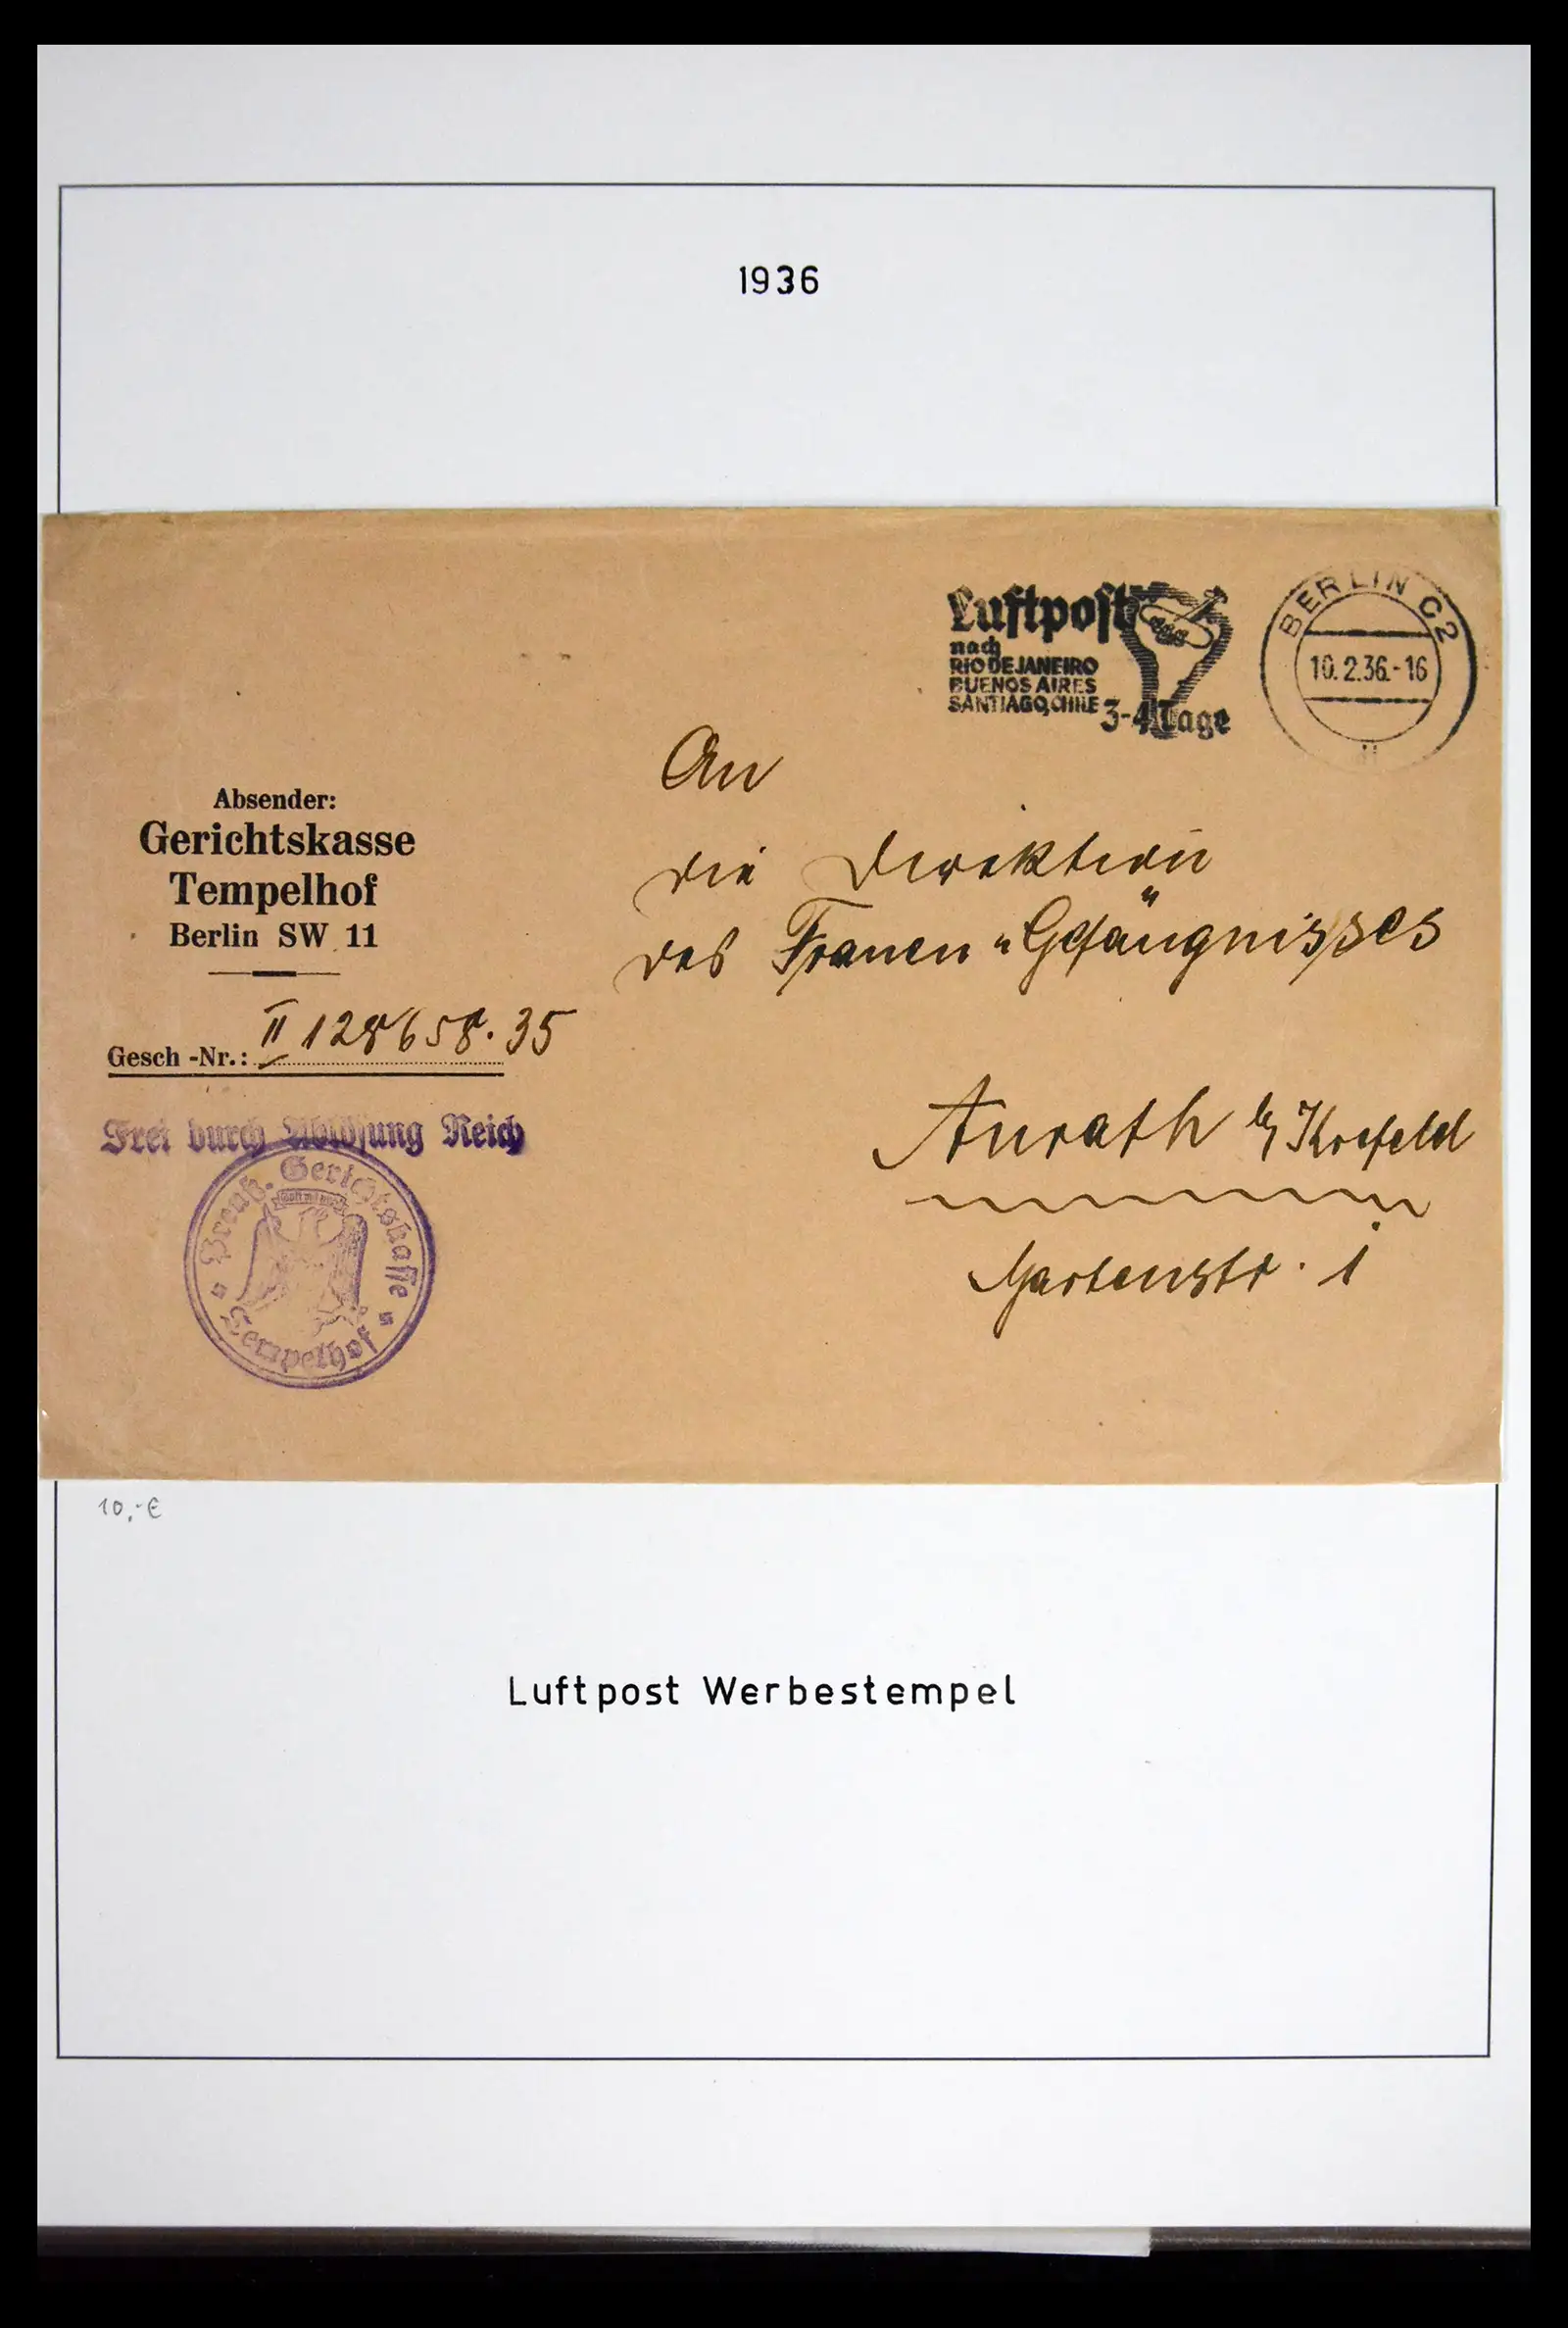 1936
Luftpost
nach
RIO DE JANEIRO
BUENOS AIRES
SANTIAGO, CHILE 3-4 Tage
BERLIN C2
10.2.36.-16
Absender:
Gerichtskasse
Tempelhof
Berlin SW 11
Gesch -Nr.: II 128658.35
Frei durch Ablösung Reich
Preuß. Gerichtskasse
Tempelhof
An
die Direktion
des Frauen-Gefängnisses
Anrath b/ Krefeld
Gartenstr. 1
10.-€
Luftpost Werbestempel